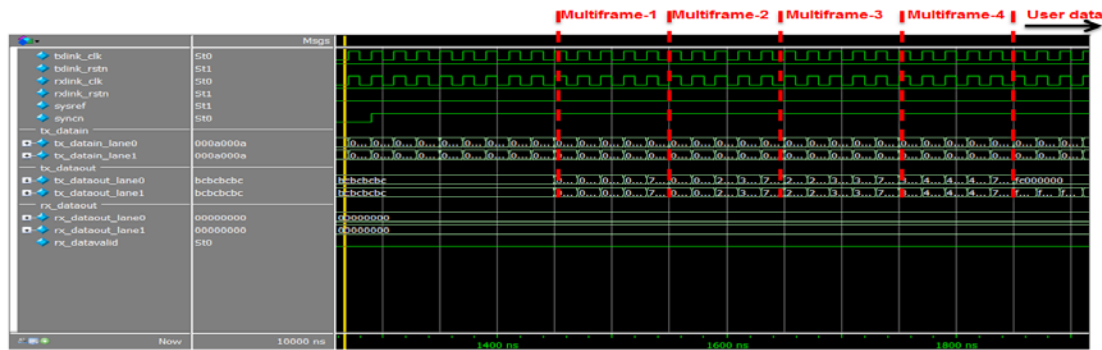 Multiframe-1 Multiframe-2 Multiframe-3 Multiframe-4 User data
Msgs
txlink_clk St0
txlink_rstn St1
rxlink_clk St0
rxlink_rstn St1
sysref St1
syncn St0
tx_datain
tx_datain_lane0 000a000a
tx_datain_lane1 000a000a
tx_dataout
tx_dataout_lane0 bcbcbcbc bcbcbcbc fc000000
tx_dataout_lane1 bcbcbcbc bcbcbcbc
rx_dataout
rx_dataout_lane0 00000000 00000000
rx_dataout_lane1 00000000 00000000
rx_datavalid St0
Now 10000 ns 1400 ns 1600 ns 1800 ns